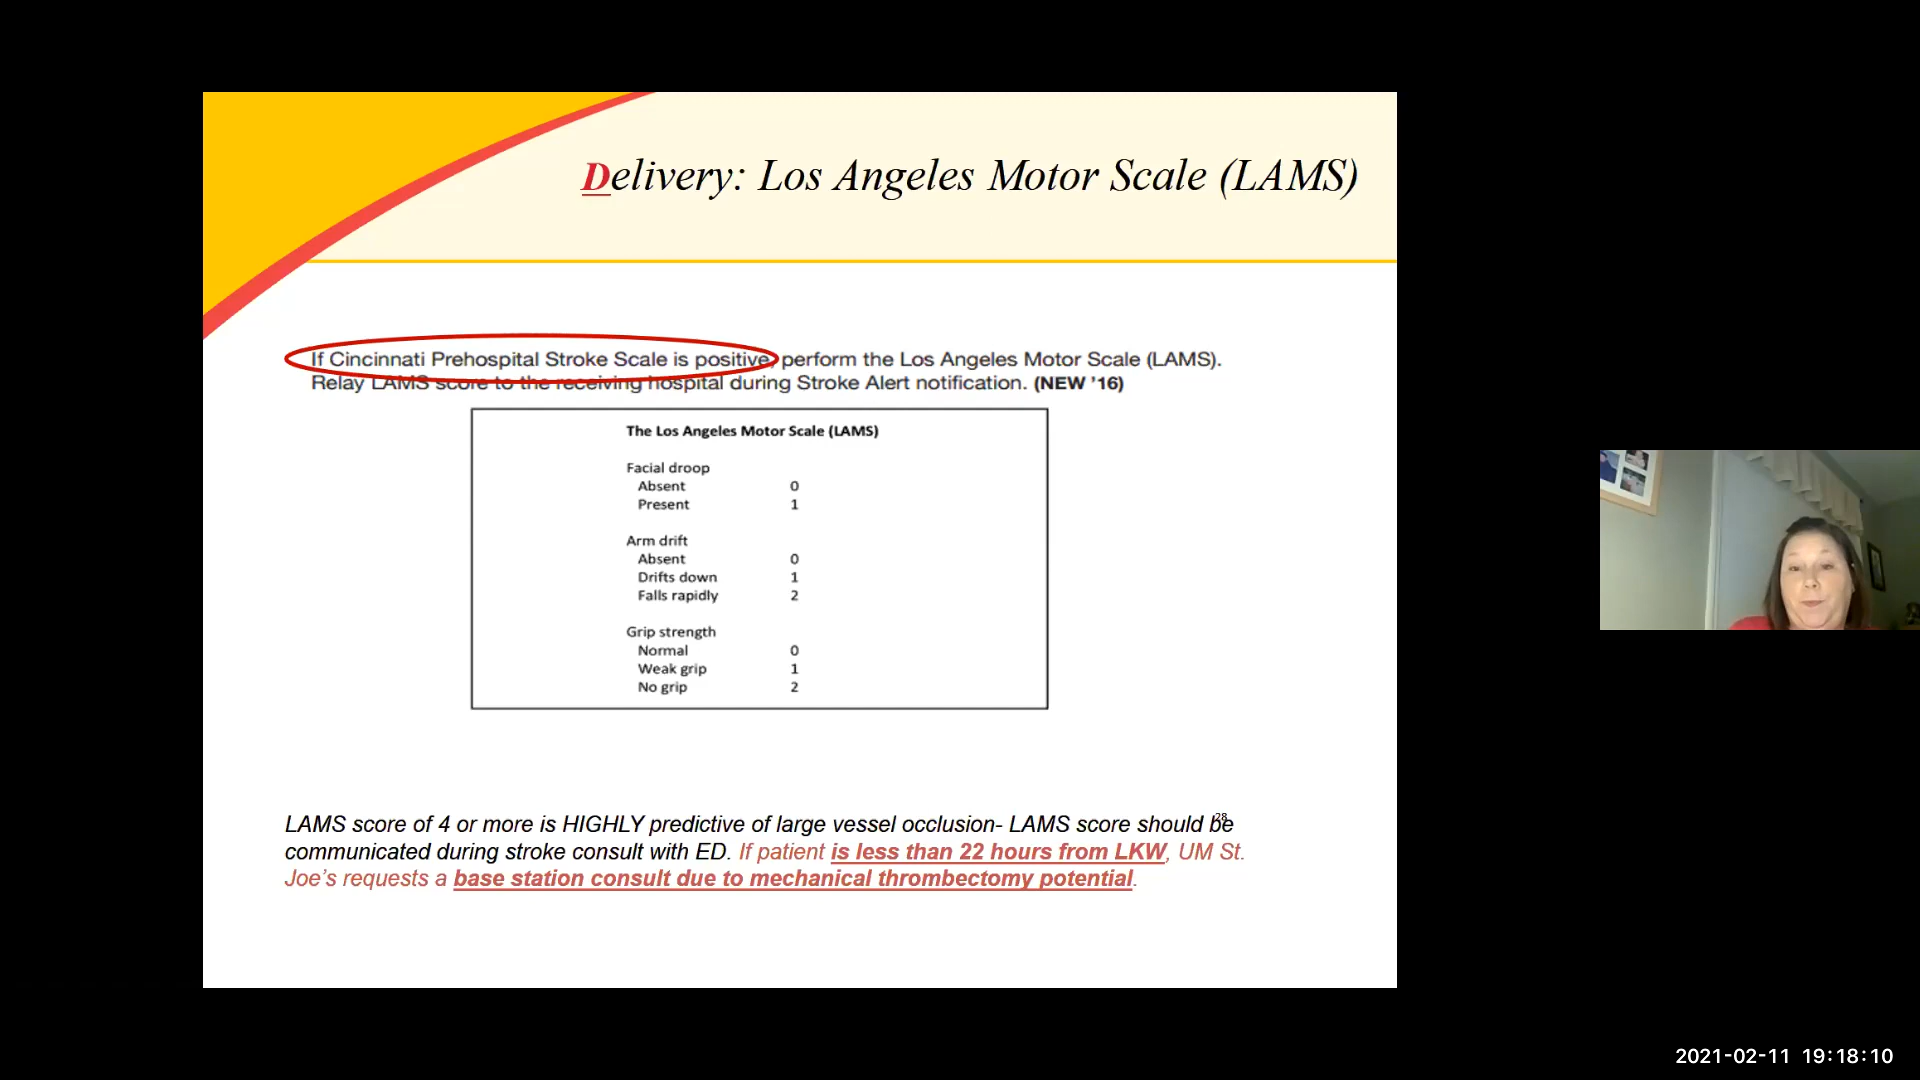 Delivery: Los Angeles Motor Scale (LAMS)
If Cincinnati Prehospital Stroke Scale is positive, perform the Los Angeles Motor Scale (LAMS).
Relay LAMS score to the receiving hospital during Stroke Alert notification. (NEW ’16)
The Los Angeles Motor Scale (LAMS)
Facial droop
Absent 0
Present 1
Arm drift
Absent 0
Drifts down 1
Falls rapidly 2
Grip strength
Normal 0
Weak grip 1
No grip 2
28
LAMS score of 4 or more is HIGHLY predictive of large vessel occlusion- LAMS score should be
communicated during stroke consult with ED. If patient is less than 22 hours from LKW, UM St.
Joe’s requests a base station consult due to mechanical thrombectomy potential.
2021-02-11 19:18:10